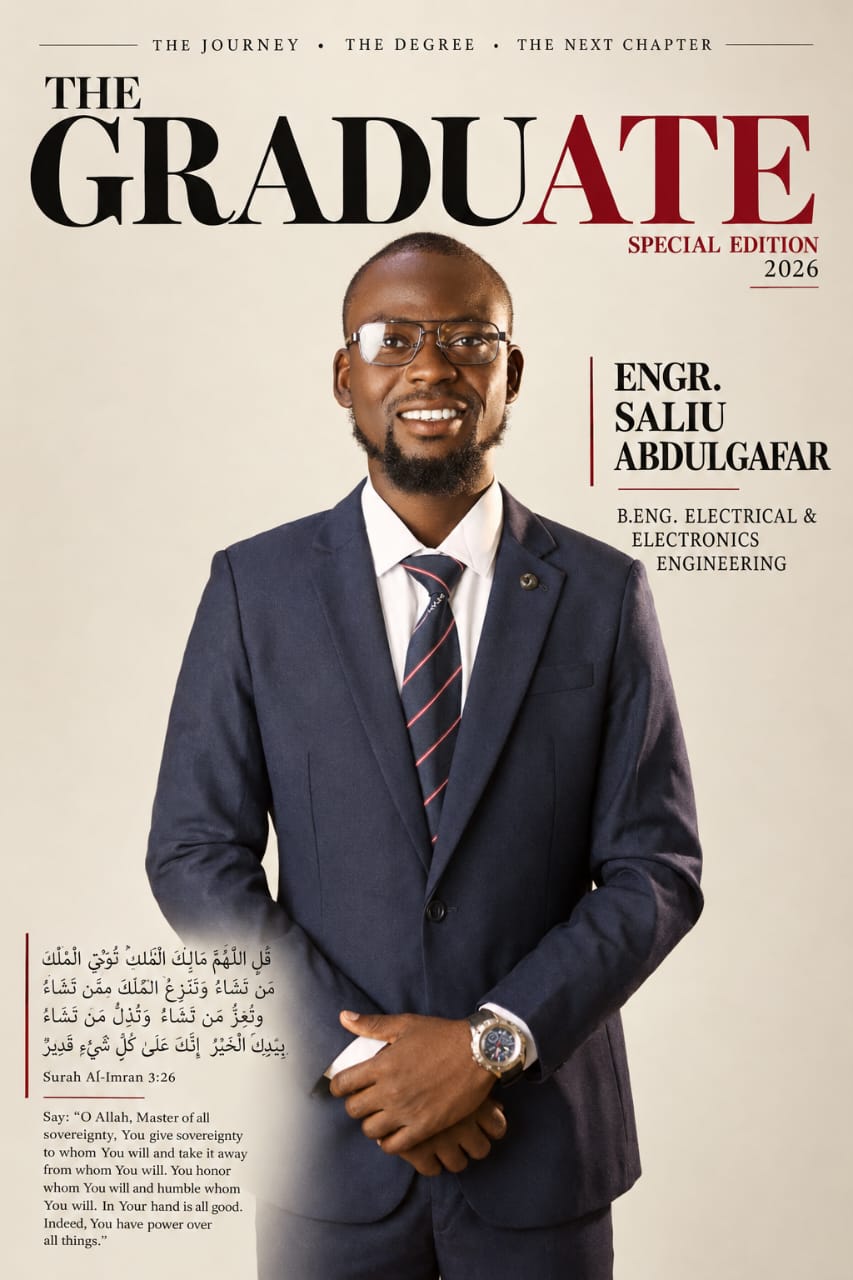 THE JOURNEY • THE DEGREE • THE NEXT CHAPTER
THE
GRADUATE
SPECIAL EDITION
2026
ENGR.
SALIU
ABDULGAFAR
B.ENG. ELECTRICAL &
ELECTRONICS
ENGINEERING
قُلِ اللَّهُمَّ مَالِكَ الْمُلْكِ تُؤْتِي الْمُلْكَ
مَن تَشَاءُ وَتَنزِعُ الْمُلْكَ مِمَّن تَشَاءُ
وَتُعِزُّ مَن تَشَاءُ وَتُذِلُّ مَن تَشَاءُ
بِيَدِكَ الْخَيْرُ إِنَّكَ عَلَىٰ كُلِّ شَيْءٍ قَدِيرٌ
Surah Al-Imran 3:26
Say: “O Allah, Master of all
sovereignty, You give sovereignty
to whom You will and take it away
from whom You will. You honor
whom You will and humble whom
You will. In Your hand is all good.
Indeed, You have power over
all things.”